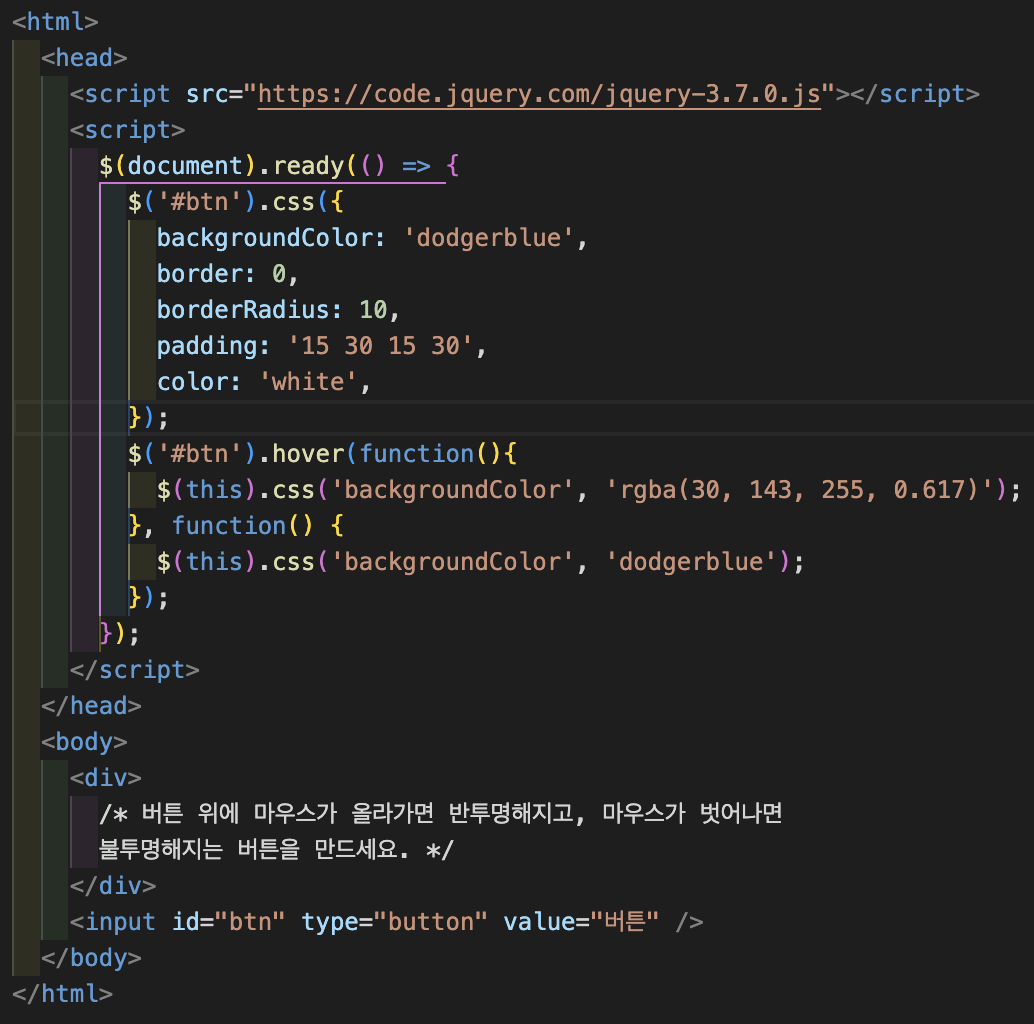 <html>
<head>
<script src="https://code.jquery.com/jquery-3.7.0.js"></script>
<script>
$(document).ready(() => {
$('#btn').css({
backgroundColor: 'dodgerblue',
border: 0,
borderRadius: 10,
padding: '15 30 15 30',
color: 'white',
});
$('#btn').hover(function(){
$(this).css('backgroundColor', 'rgba(30, 143, 255, 0.617)');
}, function() {
$(this).css('backgroundColor', 'dodgerblue');
});
});
</script>
</head>
<body>
<div>
/* 버튼 위에 마우스가 올라가면 반투명해지고, 마우스가 벗어나면
불투명해지는 버튼을 만드세요. */
</div>
<input id="btn" type="button" value="버튼" />
</body>
</html>